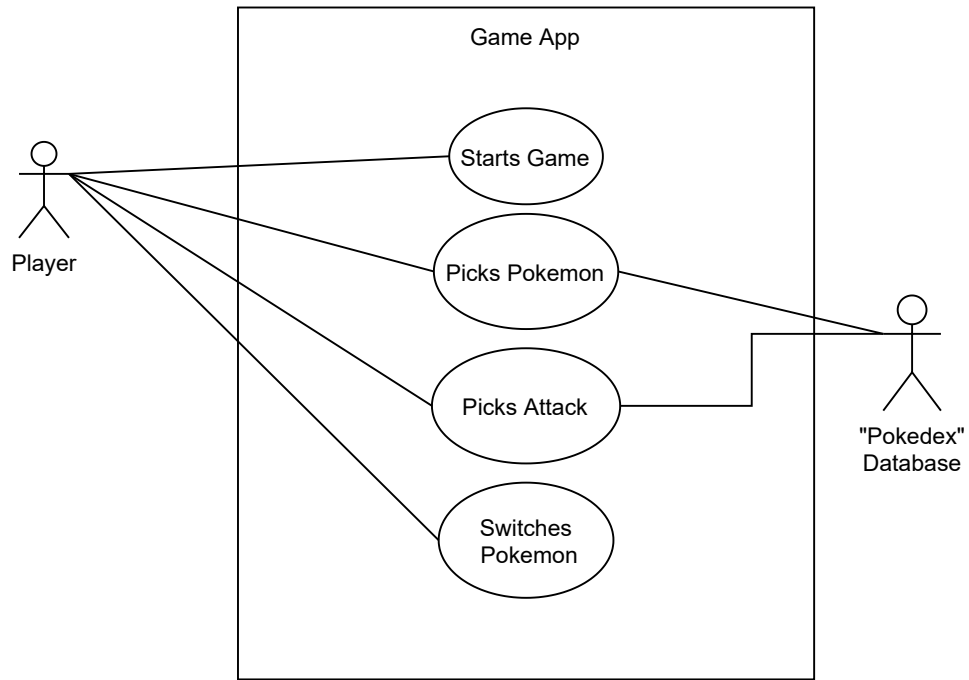 Game App
Starts Game
Player
Picks Pokemon
Picks Attack
"Pokedex"
Database
Switches
Pokemon